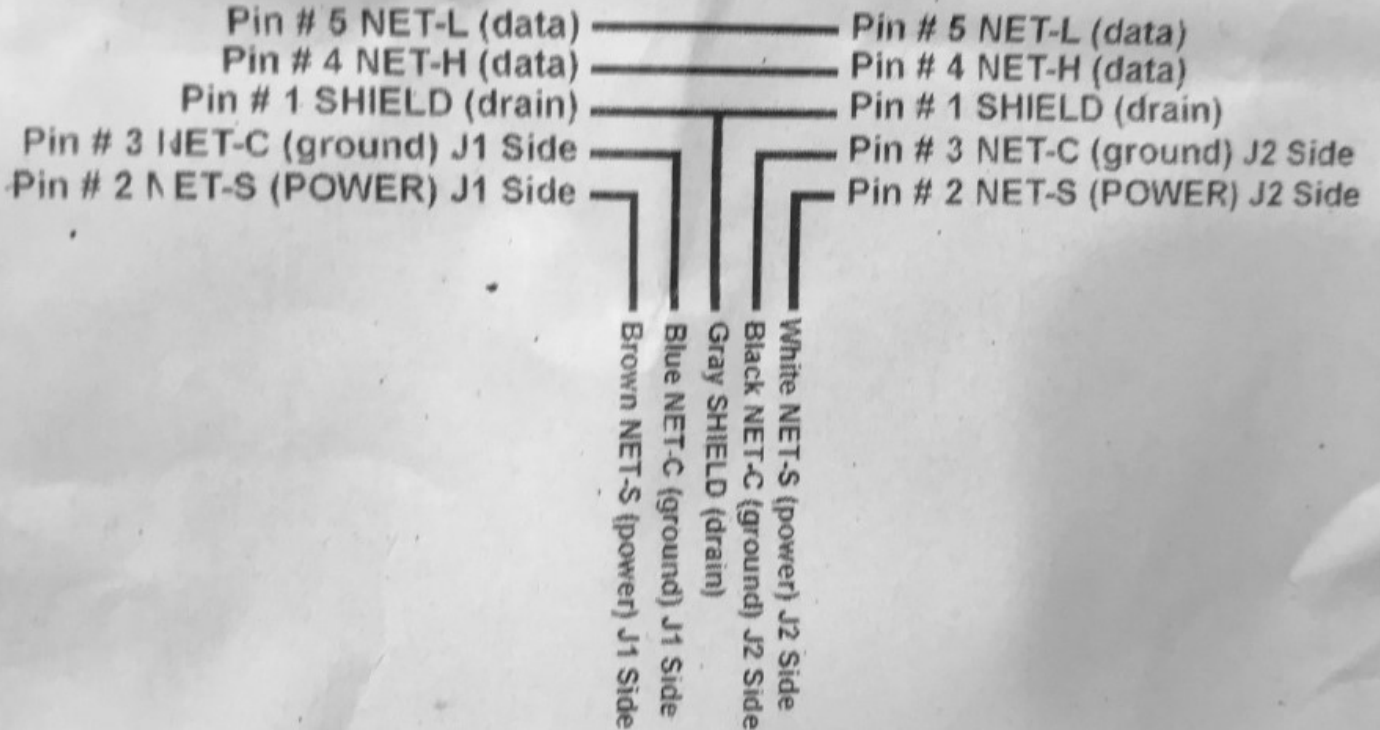 Pin # 5 NET-L (data)
Pin # 4 NET-H (data)
Pin # 1 SHIELD (drain)
Pin # 3 NET-C (ground) J1 Side
Pin # 2 NET-S (POWER) J1 Side
Pin # 5 NET-L (data)
Pin # 4 NET-H (data)
Pin # 1 SHIELD (drain)
Pin # 3 NET-C (ground) J2 Side
Pin # 2 NET-S (POWER) J2 Side
Brown NET-S (power) J1 Side
Blue NET-C (ground) J1 Side
Gray SHIELD (drain)
Black NET-C (ground) J2 Side
White NET-S (power) J2 Side